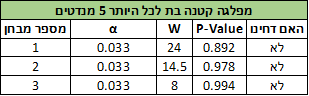 מפלגה קטנה בת לכל היותר 5 מנדטים
מספר מבחן α W P-Value האם דחינו
1 0.033 24 0.892 לא
2 0.033 14.5 0.978 לא
3 0.033 8 0.994 לא